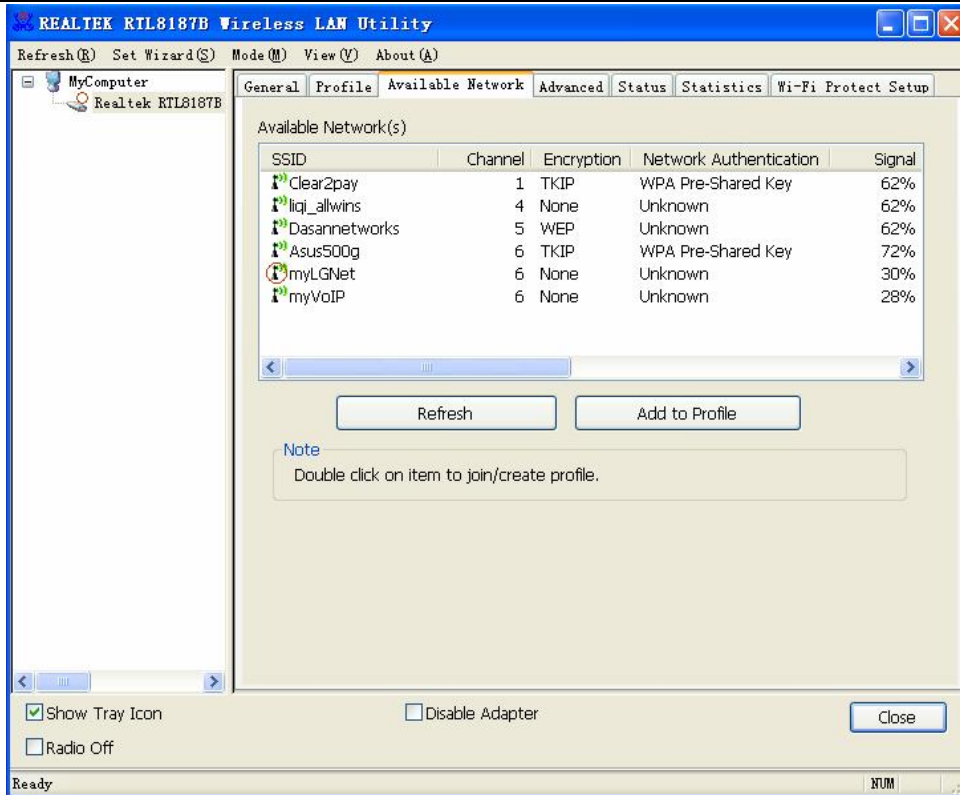 REALTEK RTL8187B Wireless LAN Utility
Refresh(R) Set Wizard(S) Mode(M) View(V) About(A)
MyComputer
Realtek RTL8187B
General Profile Available Network Advanced Status Statistics Wi-Fi Protect Setup
Available Network(s)
SSID Channel Encryption Network Authentication Signal
Clear2pay 1 TKIP WPA Pre-Shared Key 62%
liqi_allwins 4 None Unknown 62%
Dasannetworks 5 WEP Unknown 62%
Asus500g 6 TKIP WPA Pre-Shared Key 72%
myLGNet 6 None Unknown 30%
myVoIP 6 None Unknown 28%
Refresh Add to Profile
Note
Double click on item to join/create profile.
Show Tray Icon Disable Adapter Close
Radio Off
Ready NUM